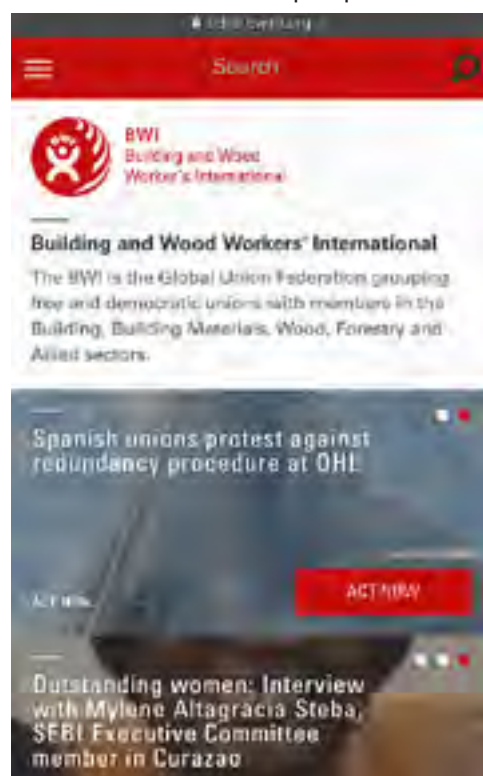 Search
BWI
Building and Wood
Worker's International
Building and Wood Workers' International
The BWI is the Global Union Federation grouping
free and democratic unions with members in the
Building, Building Materials, Wood, Forestry and
Allied sectors.
Spanish unions protest against
redundancy procedure at OHL
ACT NOW
ACT NOW
Outstanding women: Interview
with Mylene Altagracia Steba,
SEBI Executive Committee
member in Curazao